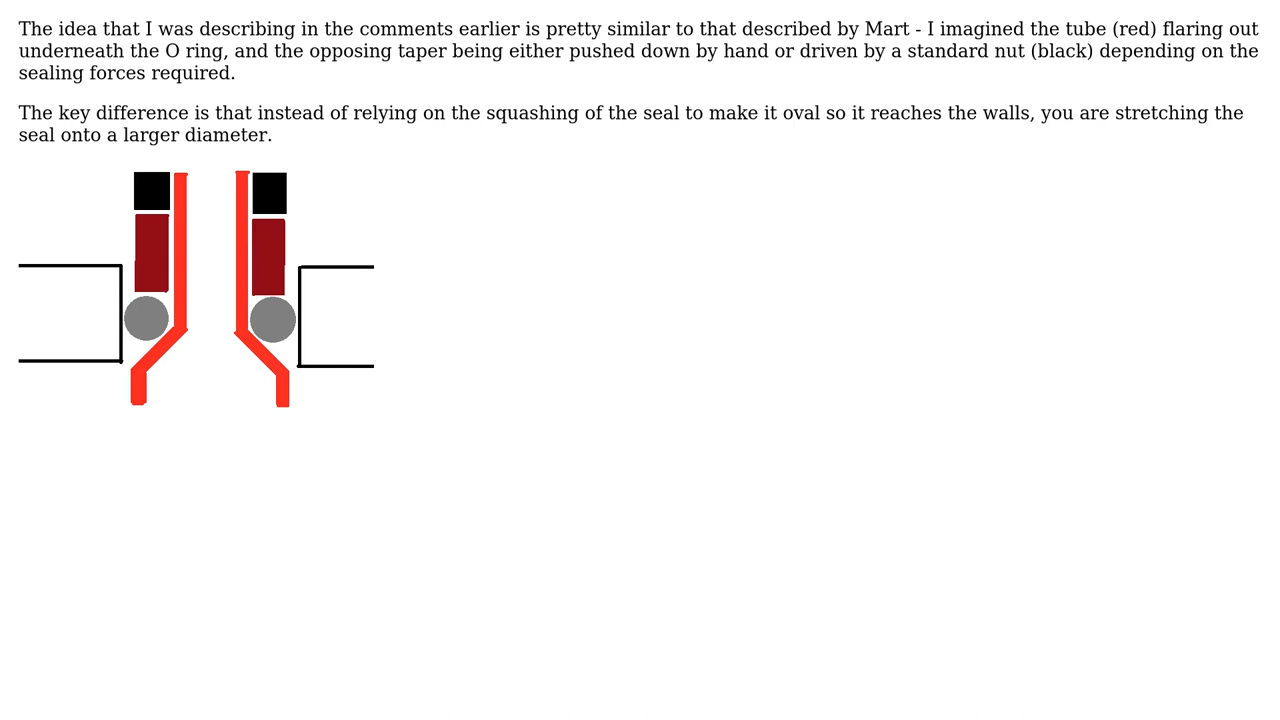 The idea that I was describing in the comments earlier is pretty similar to that described by Mart - I imagined the tube (red) flaring out
underneath the O ring, and the opposing taper being either pushed down by hand or driven by a standard nut (black) depending on the
sealing forces required.
The key difference is that instead of relying on the squashing of the seal to make it oval so it reaches the walls, you are stretching the
seal onto a larger diameter.